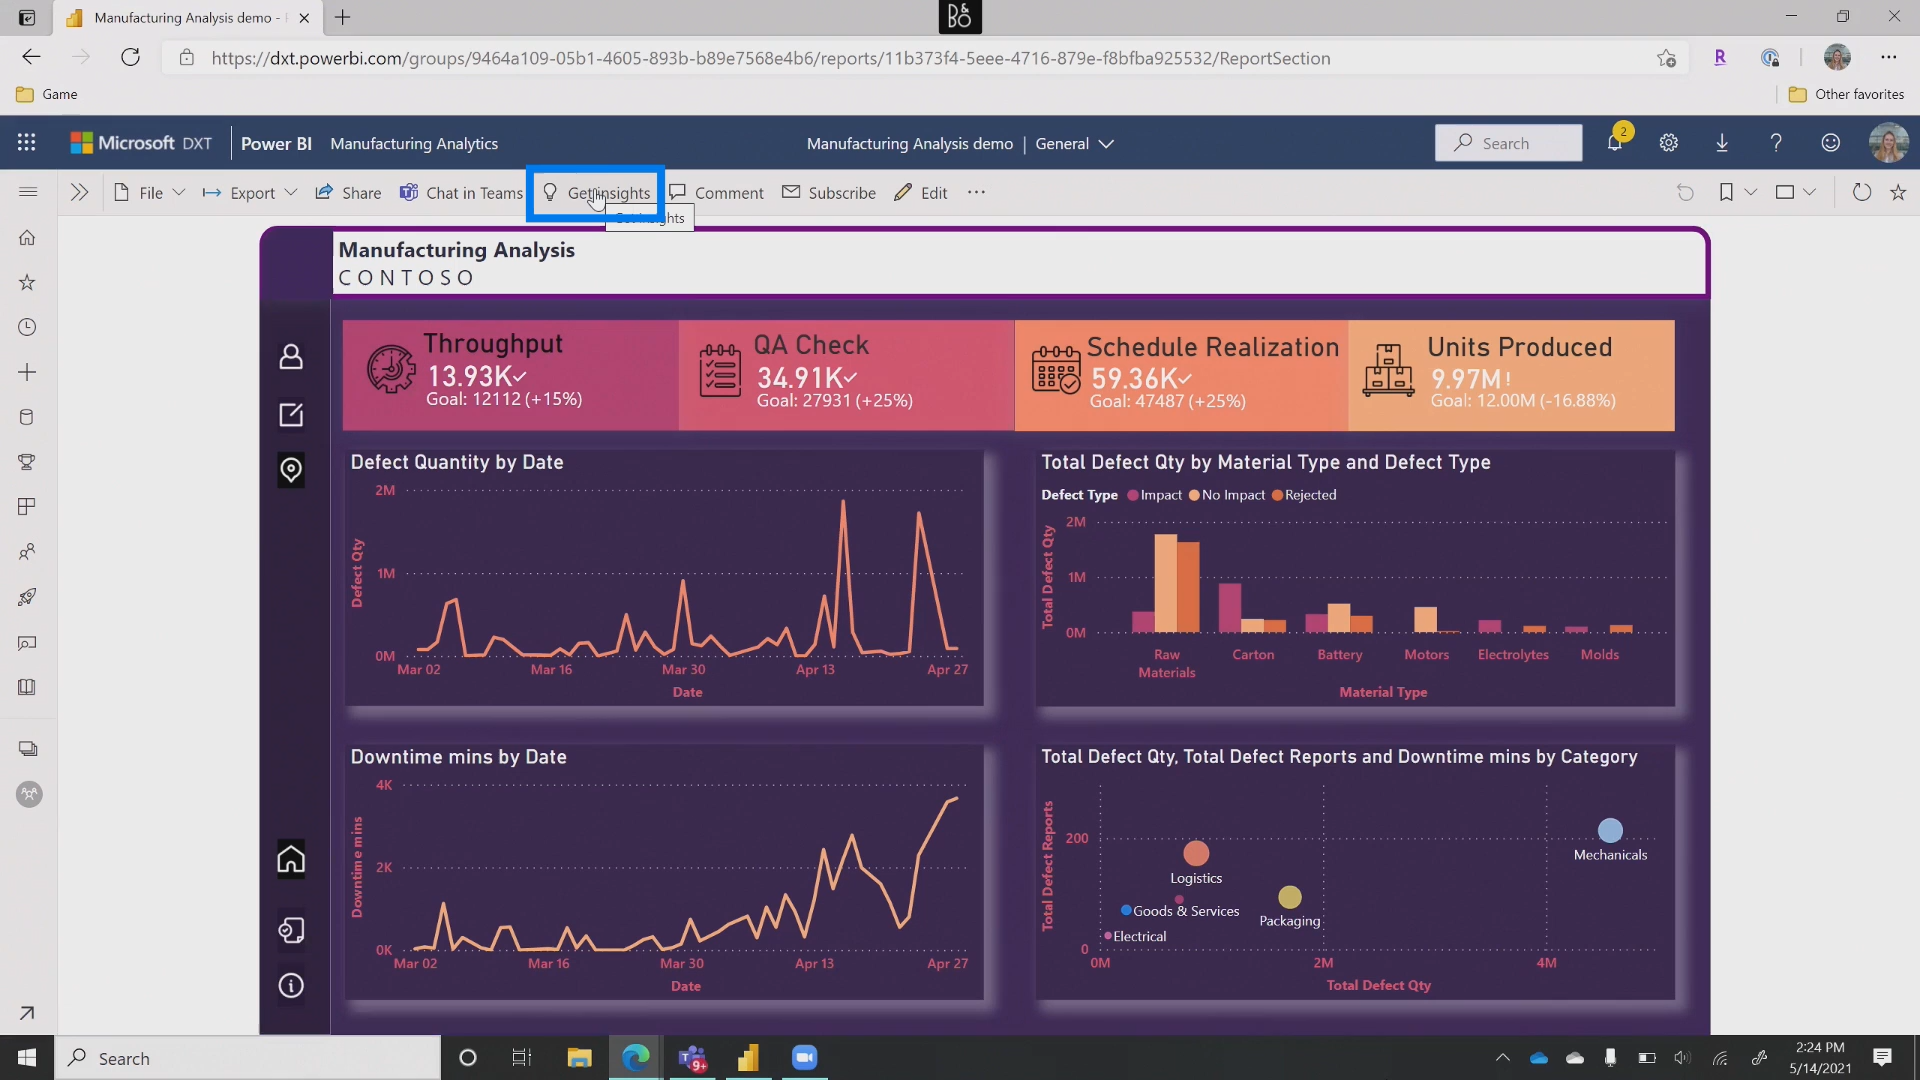 Manufacturing Analysis demo -
B&O
https://dxt.powerbi.com/groups/9464a109-05b1-4605-893b-b89e7568e4b6/reports/11b373f4-5eee-4716-879e-f8bfba925532/ReportSection
Game
Other favorites
Microsoft DXT Power BI Manufacturing Analytics Manufacturing Analysis demo | General Search 2
File Export Share Chat in Teams Get insights Comment Subscribe Edit
Manufacturing Analysis
CONTOSO
Throughput
13.93K
Goal: 12112 (+15%)
QA Check
34.91K
Goal: 27931 (+25%)
Schedule Realization
59.36K
Goal: 47487 (+25%)
Units Produced
9.97M!
Goal: 12.00M (-16.88%)
Defect Quantity by Date
2M
1M
0M
Defect Qty
Mar 02 Mar 16 Mar 30 Apr 13 Apr 27
Date
Total Defect Qty by Material Type and Defect Type
Defect Type Impact No Impact Rejected
2M
1M
0M
Total Defect Qty
Raw Materials Carton Battery Motors Electrolytes Molds
Material Type
Downtime mins by Date
4K
2K
0K
Downtime mins
Mar 02 Mar 16 Mar 30 Apr 13 Apr 27
Date
Total Defect Qty, Total Defect Reports and Downtime mins by Category
200
0
Total Defect Reports
Mechanicals
Logistics
Goods & Services
Packaging
Electrical
0M 2M 4M
Total Defect Qty
Search
9+
2:24 PM
5/14/2021